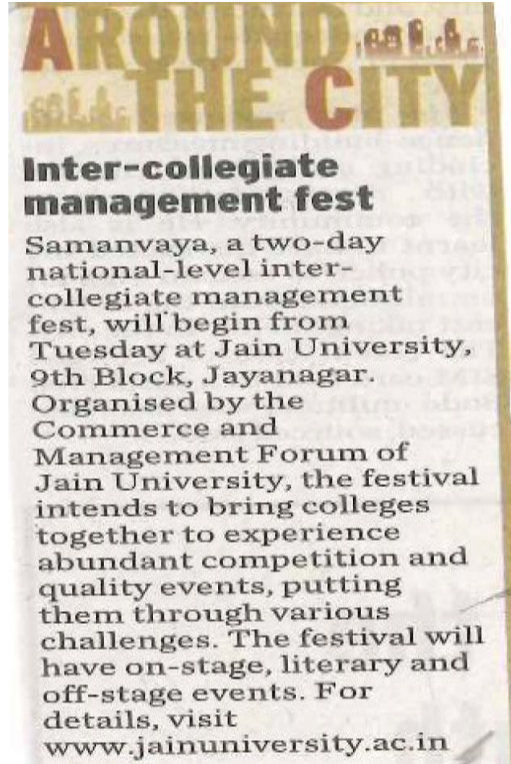 AROUND
THE CITY
Inter-collegiate
management fest
Samanvaya, a two-day
national-level inter-
collegiate management
fest, will begin from
Tuesday at Jain University,
9th Block, Jayanagar.
Organised by the
Commerce and
Management Forum of
Jain University, the festival
intends to bring colleges
together to experience
abundant competition and
quality events, putting
them through various
challenges. The festival will
have on-stage, literary and
off-stage events. For
details, visit
www.jainuniversity.ac.in